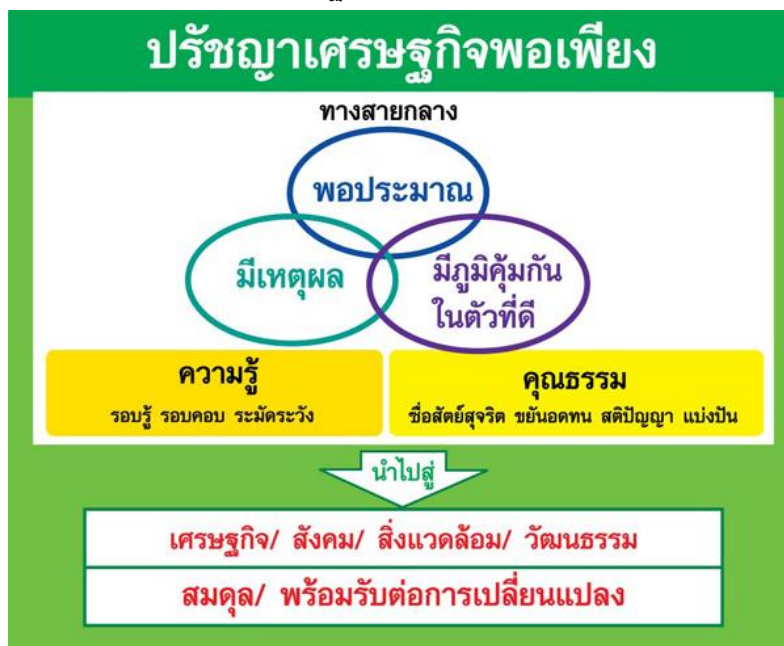 ปรัชญาเศรษฐกิจพอเพียง
ทางสายกลาง
พอประมาณ
มีเหตุผล
มีภูมิคุ้มกัน
ในตัวที่ดี
ความรู้
รอบรู้ รอบคอบ ระมัดระวัง
คุณธรรม
ซื่อสัตย์สุจริต ขยันอดทน สติปัญญา แบ่งปัน
นำไปสู่
เศรษฐกิจ/ สังคม/ สิ่งแวดล้อม/ วัฒนธรรม
สมดุล/ พร้อมรับต่อการเปลี่ยนแปลง